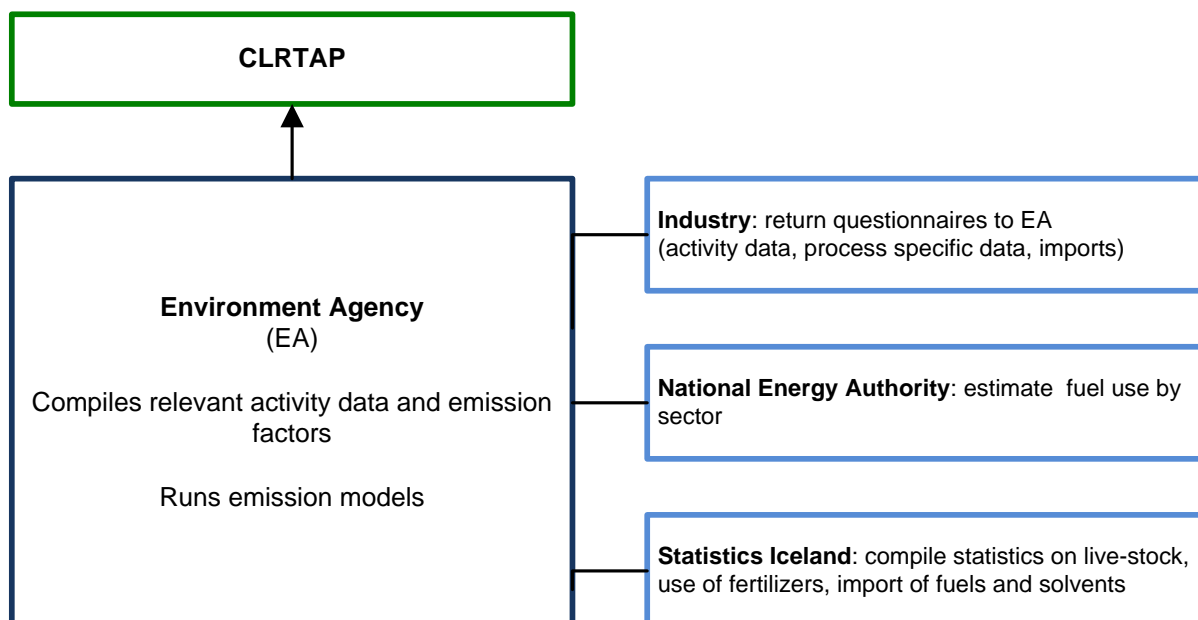 CLRTAP
Environment Agency
(EA)
Compiles relevant activity data and emission
factors
Runs emission models
Industry: return questionnaires to EA
(activity data, process specific data, imports)
National Energy Authority: estimate  fuel use by
sector
Statistics Iceland: compile statistics on live-stock,
use of fertilizers, import of fuels and solvents